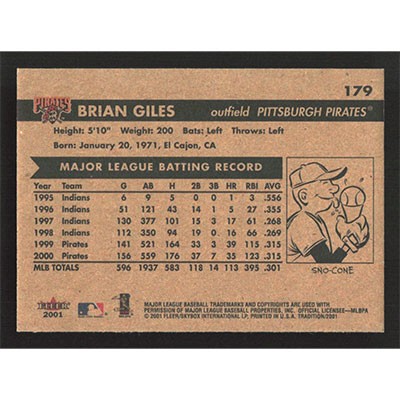 179
PIRATES
BRIAN GILES outfield PITTSBURGH PIRATES®
Height: 5'10" Weight: 200 Bats: Left Throws: Left
Born: January 20, 1971, El Cajon, CA
MAJOR LEAGUE BATTING RECORD
Year Team G AB H 2B 3B HR RBI AVG
1995 Indians 6 9 5 0 0 1 3 .556
1996 Indians 51 121 43 14 1 5 27 .355
1997 Indians 130 377 101 15 3 17 61 .268
1998 Indians 112 350 94 19 0 16 66 .269
1999 Pirates 141 521 164 33 3 39 115 .315
2000 Pirates 156 559 176 37 7 35 123 .315
MLB TOTALS 596 1937 583 118 14 113 395 .301
SNO-CONE
FLEER
2001
MAJOR LEAGUE BASEBALL TRADEMARKS AND COPYRIGHTS ARE USED WITH
PERMISSION OF MAJOR LEAGUE BASEBALL PROPERTIES, INC. OFFICIAL LICENSEE—MLBPA
© 2001 FLEER/SKYBOX INTERNATIONAL LP. PRINTED IN U.S.A. TRADITION/2001